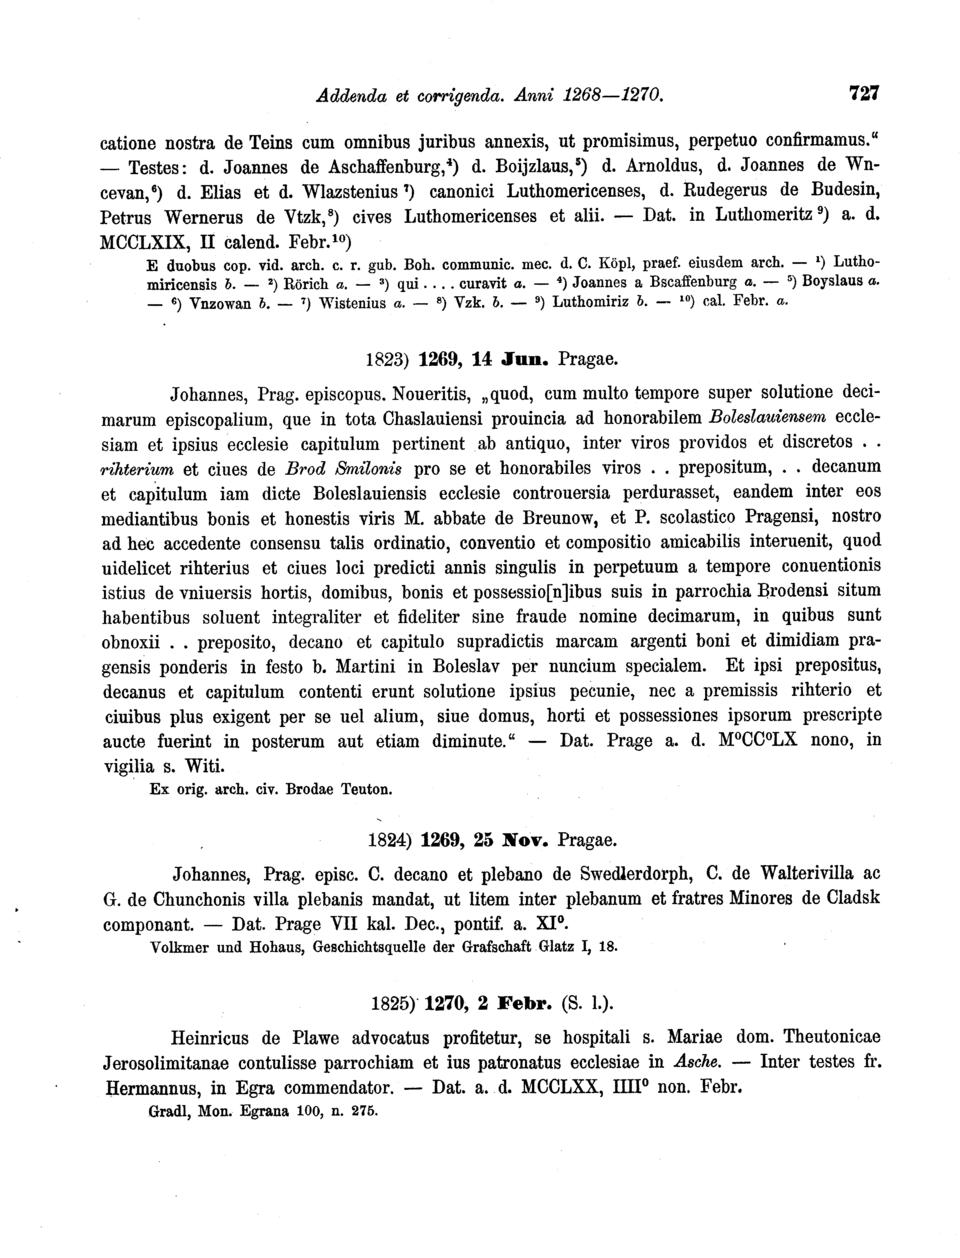 Addenda et corrigenda. Anni 1268—1270. 727
catione nostra de Teins cum omnibus juribus annexis, ut promisimus, perpetuo confirmamus.“
— Testes: d. Joannes de Aschaffenburg,⁴) d. Boijzlaus,⁵) d. Arnoldus, d. Joannes de Wn-
cevan,⁶) d. Elias et d. Wlazstenius ⁷) canonici Luthomericenses, d. Rudegerus de Budesin,
Petrus Wernerus de Vtzk,⁸) cives Luthomericenses et alii. — Dat. in Luthomeritz ⁹) a. d.
MCCLXIX, II calend. Febr.¹⁰)
E duobus cop. vid. arch. c. r. gub. Boh. communic. mec. d. C. Köpl, praef. eiusdem arch. — ¹) Lutho-
miricensis b. — ²) Rörich a. — ³) qui . . . . curavit a. — ⁴) Joannes a Bscaffenburg a. — ⁵) Boyslaus a.
— ⁶) Vnzowan b. — ⁷) Wistenius a. — ⁸) Vzk. b. — ⁹) Luthomiriz b. — ¹⁰) cal. Febr. a.
1823) 1269, 14 Jun. Pragae.
Johannes, Prag. episcopus. Noueritis, „quod, cum multo tempore super solutione deci-
marum episcopalium, que in tota Chaslauiensi prouincia ad honorabilem Boleslauiensem eccle-
siam et ipsius ecclesie capitulum pertinent ab antiquo, inter viros providos et discretos . .
rihterium et ciues de Brod Smilonis pro se et honorabiles viros . . prepositum, . . decanum
et capitulum iam dicte Boleslauiensis ecclesie controuersia perdurasset, eandem inter eos
mediantibus bonis et honestis viris M. abbate de Breunow, et P. scolastico Pragensi, nostro
ad hec accedente consensu talis ordinatio, conventio et compositio amicabilis interuenit, quod
uidelicet rihterius et ciues loci predicti annis singulis in perpetuum a tempore conuentionis
istius de vniuersis hortis, domibus, bonis et possessio[n]ibus suis in parrochia Brodensi situm
habentibus soluent integraliter et fideliter sine fraude nomine decimarum, in quibus sunt
obnoxii . . preposito, decano et capitulo supradictis marcam argenti boni et dimidiam pra-
gensis ponderis in festo b. Martini in Boleslav per nuncium specialem. Et ipsi prepositus,
decanus et capitulum contenti erunt solutione ipsius pecunie, nec a premissis rihterio et
ciuibus plus exigent per se uel alium, siue domus, horti et possessiones ipsorum prescripte
aucte fuerint in posterum aut etiam diminute.“ — Dat. Prage a. d. M⁰CC⁰LX nono, in
vigilia s. Witi.
Ex orig. arch. civ. Brodae Teuton.
1824) 1269, 25 Nov. Pragae.
Johannes, Prag. episc. C. decano et plebano de Swedlerdorph, C. de Walterivilla ac
G. de Chunchonis villa plebanis mandat, ut litem inter plebanum et fratres Minores de Cladsk
componant. — Dat. Prage VII kal. Dec., pontif. a. XI⁰.
Volkmer und Hohaus, Geschichtsquelle der Grafschaft Glatz I, 18.
1825) 1270, 2 Febr. (S. l.).
Heinricus de Plawe advocatus profitetur, se hospitali s. Mariae dom. Theutonicae
Jerosolimitanae contulisse parrochiam et ius patronatus ecclesiae in Asche. — Inter testes fr.
Hermannus, in Egra commendator. — Dat. a. d. MCCLXX, IIII⁰ non. Febr.
Gradl, Mon. Egrana 100, n. 275.